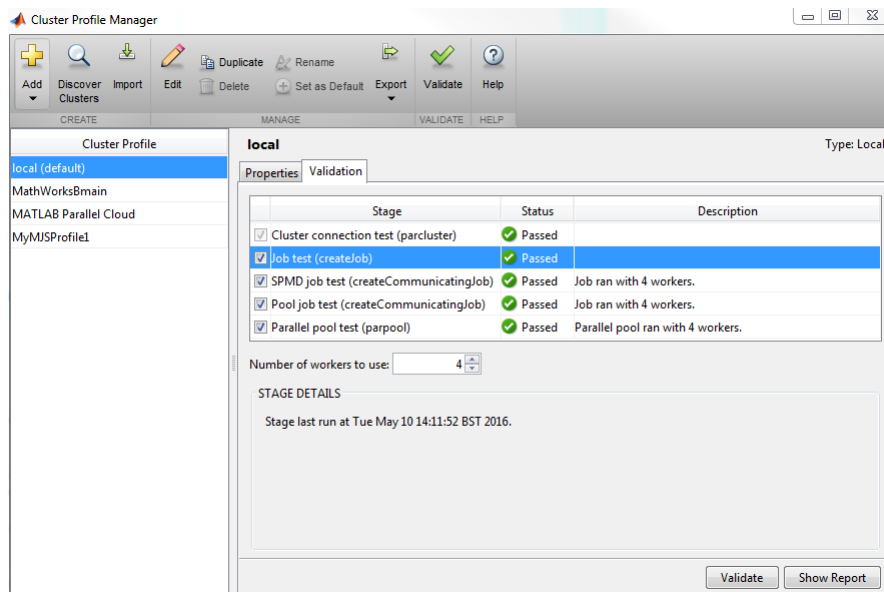 Cluster Profile Manager
Add
Discover Clusters
Import
Edit
Duplicate
Delete
Rename
Set as Default
Export
Validate
Help
CREATE
MANAGE
VALIDATE
HELP
Cluster Profile
local (default)
MathWorksBmain
MATLAB Parallel Cloud
MyMJSProfile1
local
Type: Local
Properties
Validation
Stage Status Description
Cluster connection test (parcluster) Passed
Job test (createJob) Passed
SPMD job test (createCommunicatingJob) Passed Job ran with 4 workers.
Pool job test (createCommunicatingJob) Passed Job ran with 4 workers.
Parallel pool test (parpool) Passed Parallel pool ran with 4 workers.
Number of workers to use: 4
STAGE DETAILS
Stage last run at Tue May 10 14:11:52 BST 2016.
Validate
Show Report